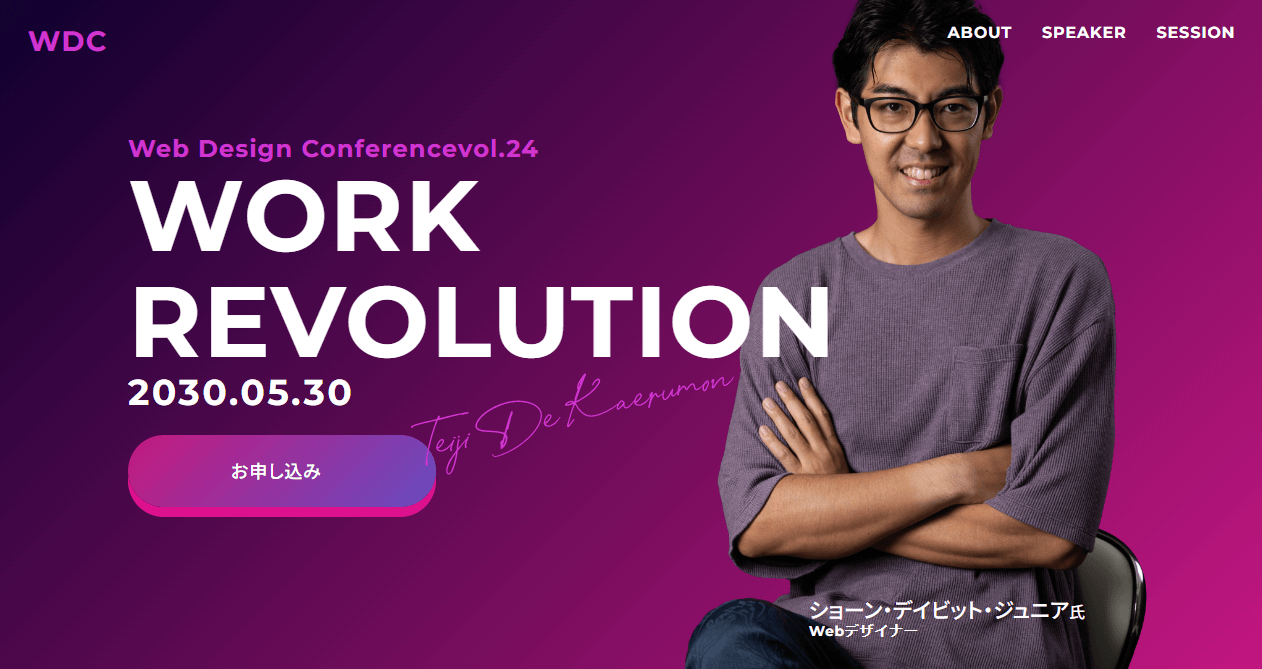 WDC
ABOUT SPEAKER SESSION
Web Design Conferencevol.24
WORK
REVOLUTION
2030.05.30
Teiji De Kaerumon
お申し込み
ショーン・デイビット・ジュニア氏
Webデザイナー